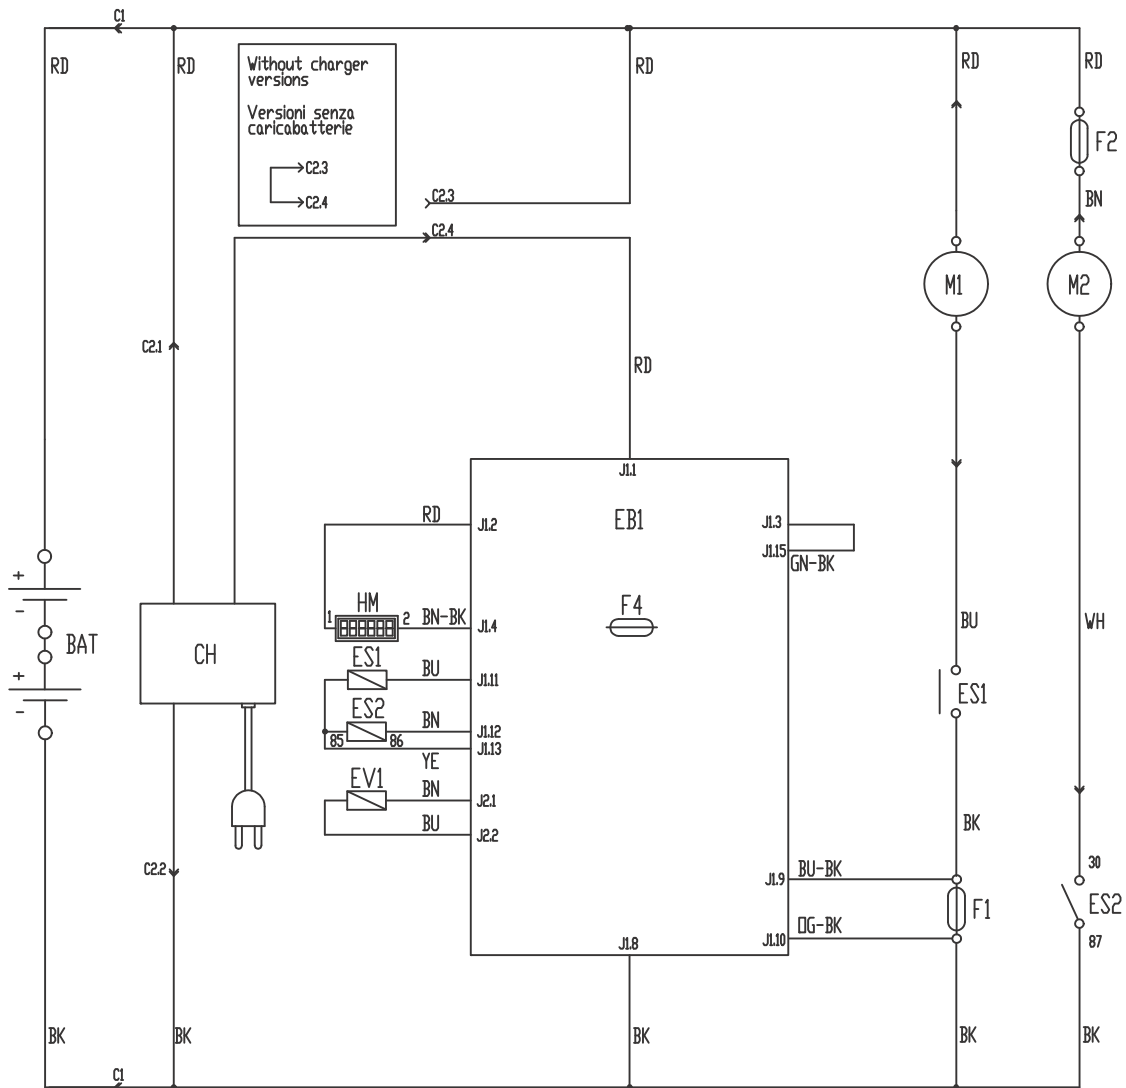 C1
RD
RD
RD
RD
RD
Without charger
versions
Versioni senza
caricabatterie
C2.3
C2.4
C2.3
C2.4
F2
BN
M1
M2
C2.1
RD
J1.1
RD
J1.2
EB1
J1.3
J1.15
GN-BK
+
-
BAT
+
-
CH
HM
1
2
BN-BK
J1.4
F4
ES1
BU
J1.11
ES2
BN
J1.12
85
86
J1.13
YE
EV1
BN
J2.1
BU
J2.2
BU
WH
ES1
BK
C2.2
J1.9
BU-BK
30
F1
ES2
J1.10
OG-BK
87
J1.8
BK
BK
BK
BK
BK
C1